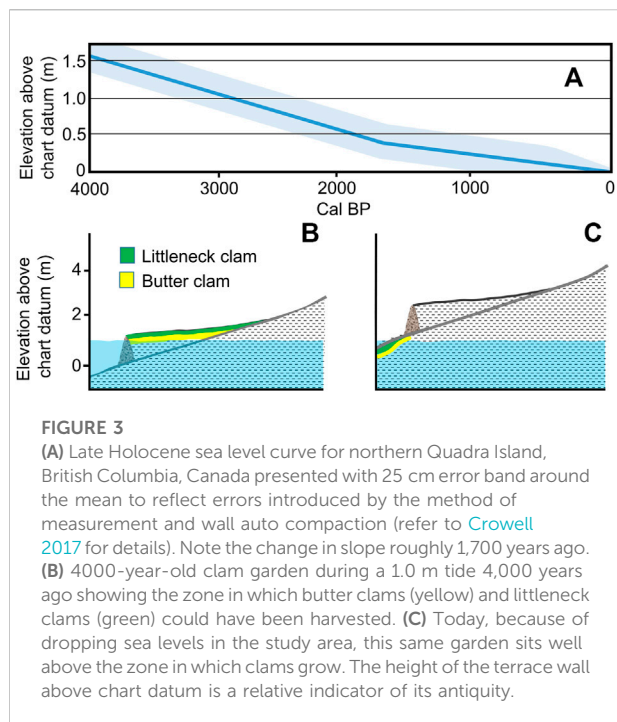 A
Elevation above
chart datum (m)
1.5
1.0
0.5
0
4000 3000 2000 1000 0
Cal BP
B C
Littleneck clam
Butter clam
Elevation above
chart datum (m)
4
2
0
FIGURE 3
(A) Late Holocene sea level curve for northern Quadra Island,
British Columbia, Canada presented with 25 cm error band around
the mean to reflect errors introduced by the method of
measurement and wall auto compaction (refer to Crowell
2017 for details). Note the change in slope roughly 1,700 years ago.
(B) 4000-year-old clam garden during a 1.0 m tide 4,000 years
ago showing the zone in which butter clams (yellow) and littleneck
clams (green) could have been harvested. (C) Today, because of
dropping sea levels in the study area, this same garden sits well
above the zone in which clams grow. The height of the terrace wall
above chart datum is a relative indicator of its antiquity.